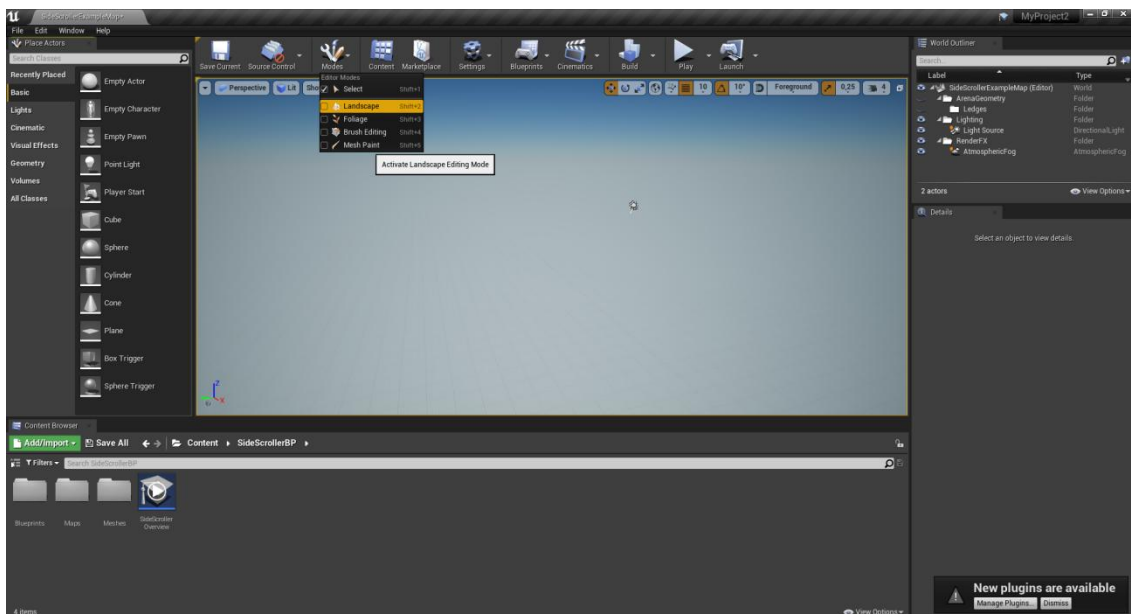 SideScrollerExampleMap*
MyProject2
File Edit Window Help
Place Actors
Search Classes
Recently Placed
Basic
Lights
Cinematic
Visual Effects
Geometry
Volumes
All Classes
Empty Actor
Empty Character
Empty Pawn
Point Light
Player Start
Cube
Sphere
Cylinder
Cone
Plane
Box Trigger
Sphere Trigger
Save Current Source Control Modes Content Marketplace Settings Blueprints Cinematics Build Play Launch
Perspective Lit Sho
10 10° Foreground 0,25 4
Editor Modes
Select Shift+1
Landscape Shift+2
Foliage Shift+3
Brush Editing Shift+4
Mesh Paint Shift+5
Activate Landscape Editing Mode
Z
X
World Outliner
Search...
Label Type
SideScrollerExampleMap (Editor) World
ArenaGeometry Folder
Ledges Folder
Lighting Folder
Light Source DirectionalLight
RenderFX Folder
AtmosphericFog AtmosphericFog
2 actors View Options
Details
Select an object to view details.
Content Browser
Add/Import Save All Content SideScrollerBP
Filters Search SideScrollerBP
Blueprints Maps Meshes SideScroller
Overview
4 items View Options
New plugins are available
Manage Plugins... Dismiss